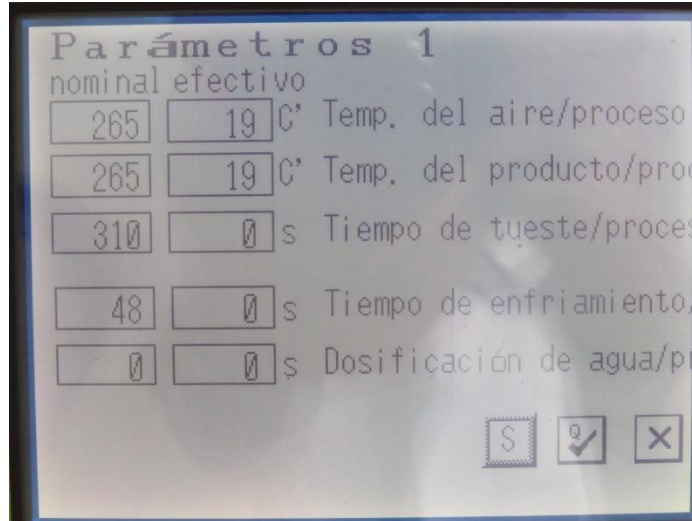 Parámetros 1
nominal efectivo
265 19 C' Temp. del aire/proceso
265 19 C' Temp. del producto/pro
310 0 s Tiempo de tueste/proces
48 0 s Tiempo de enfriamiento/
0 0 s Dosificación de agua/p
S Q